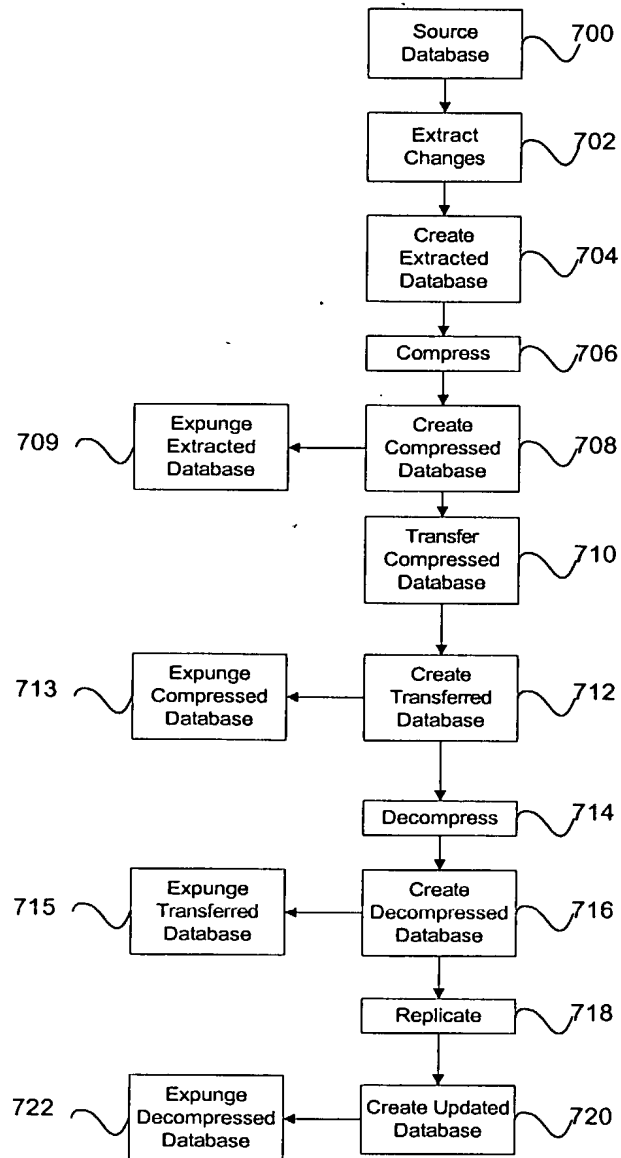 Source
Database
700
Extract
Changes
702
Create
Extracted
Database
704
Compress
706
709
Expunge
Extracted
Database
Create
Compressed
Database
708
Transfer
Compressed
Database
710
713
Expunge
Compressed
Database
Create
Transferred
Database
712
Decompress
714
715
Expunge
Transferred
Database
Create
Decompressed
Database
716
Replicate
718
722
Expunge
Decompressed
Database
Create Updated
Database
720